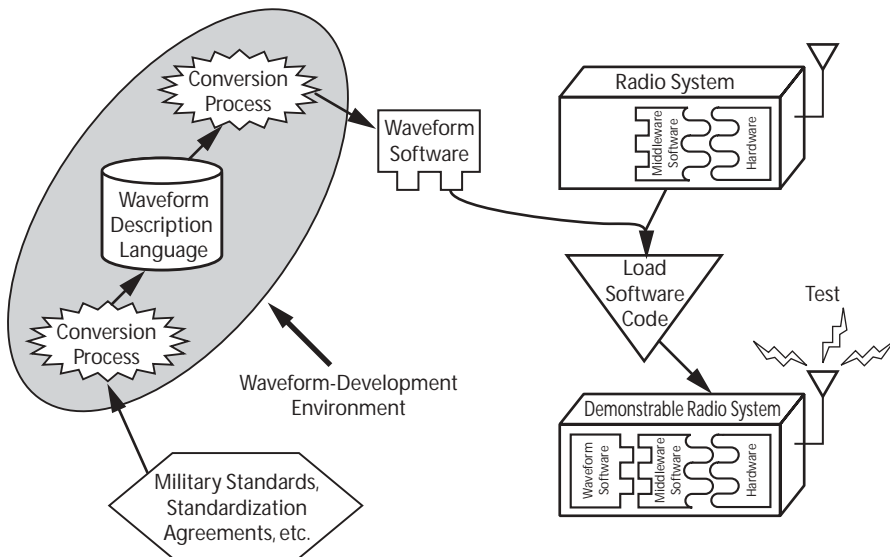 Conversion
Process
Waveform
Description
Language
Conversion
Process
Military Standards,
Standardization
Agreements, etc.
Waveform-Development
Environment
Waveform
Software
Radio System
Middleware
Software
Hardware
Load
Software
Code
Test
Demonstrable Radio System
Waveform
Software
Middleware
Software
Hardware